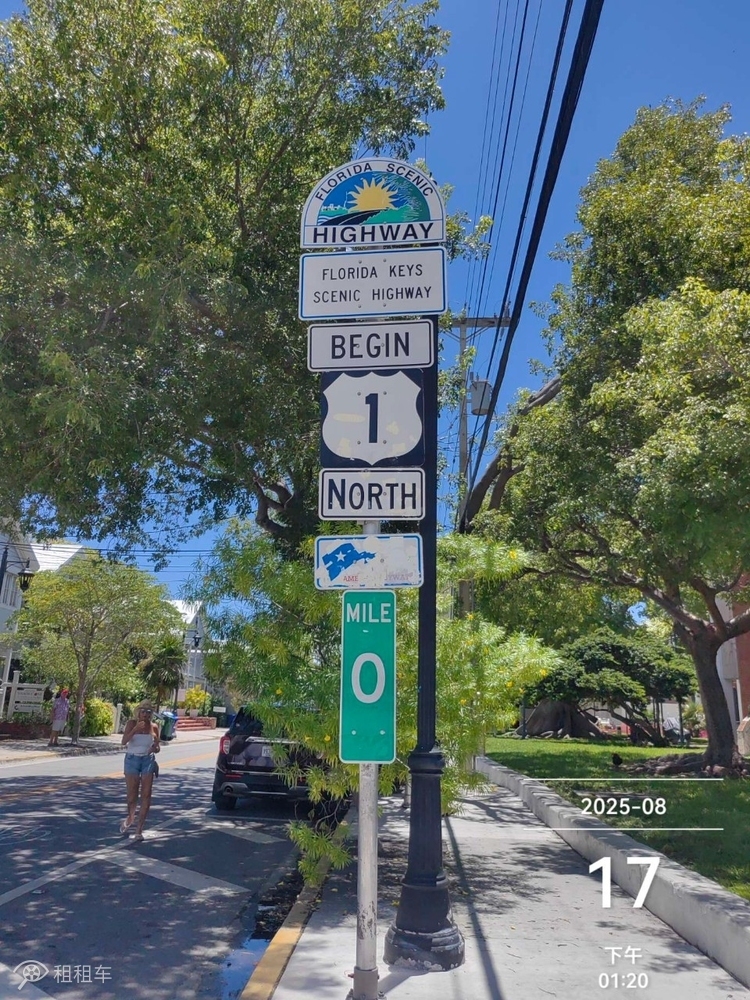 FLORIDA SCENIC
HIGHWAY
FLORIDA KEYS
SCENIC HIGHWAY
BEGIN
1
NORTH
MILE
0
2025-08
17
下午
01:20
租租车